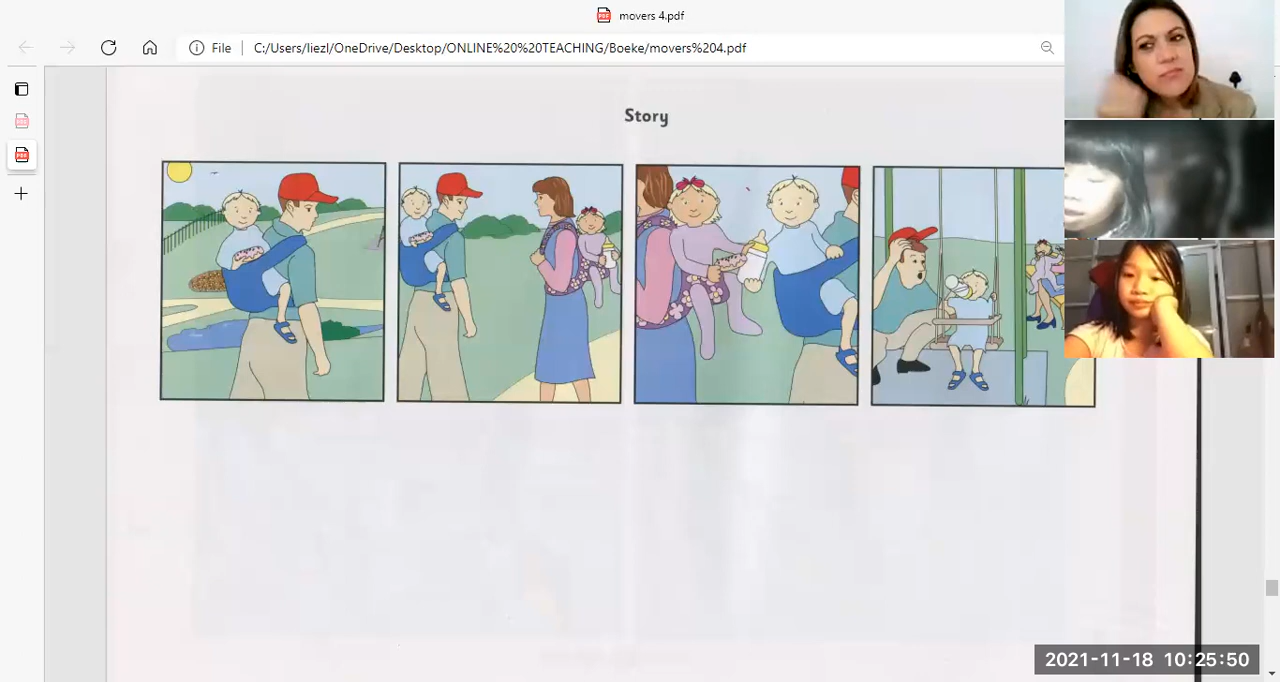 movers 4.pdf
File
C:/Users/liezl/OneDrive/Desktop/ONLINE%20%20TEACHING/Boeke/movers%204.pdf
Story
2021-11-18 10:25:50